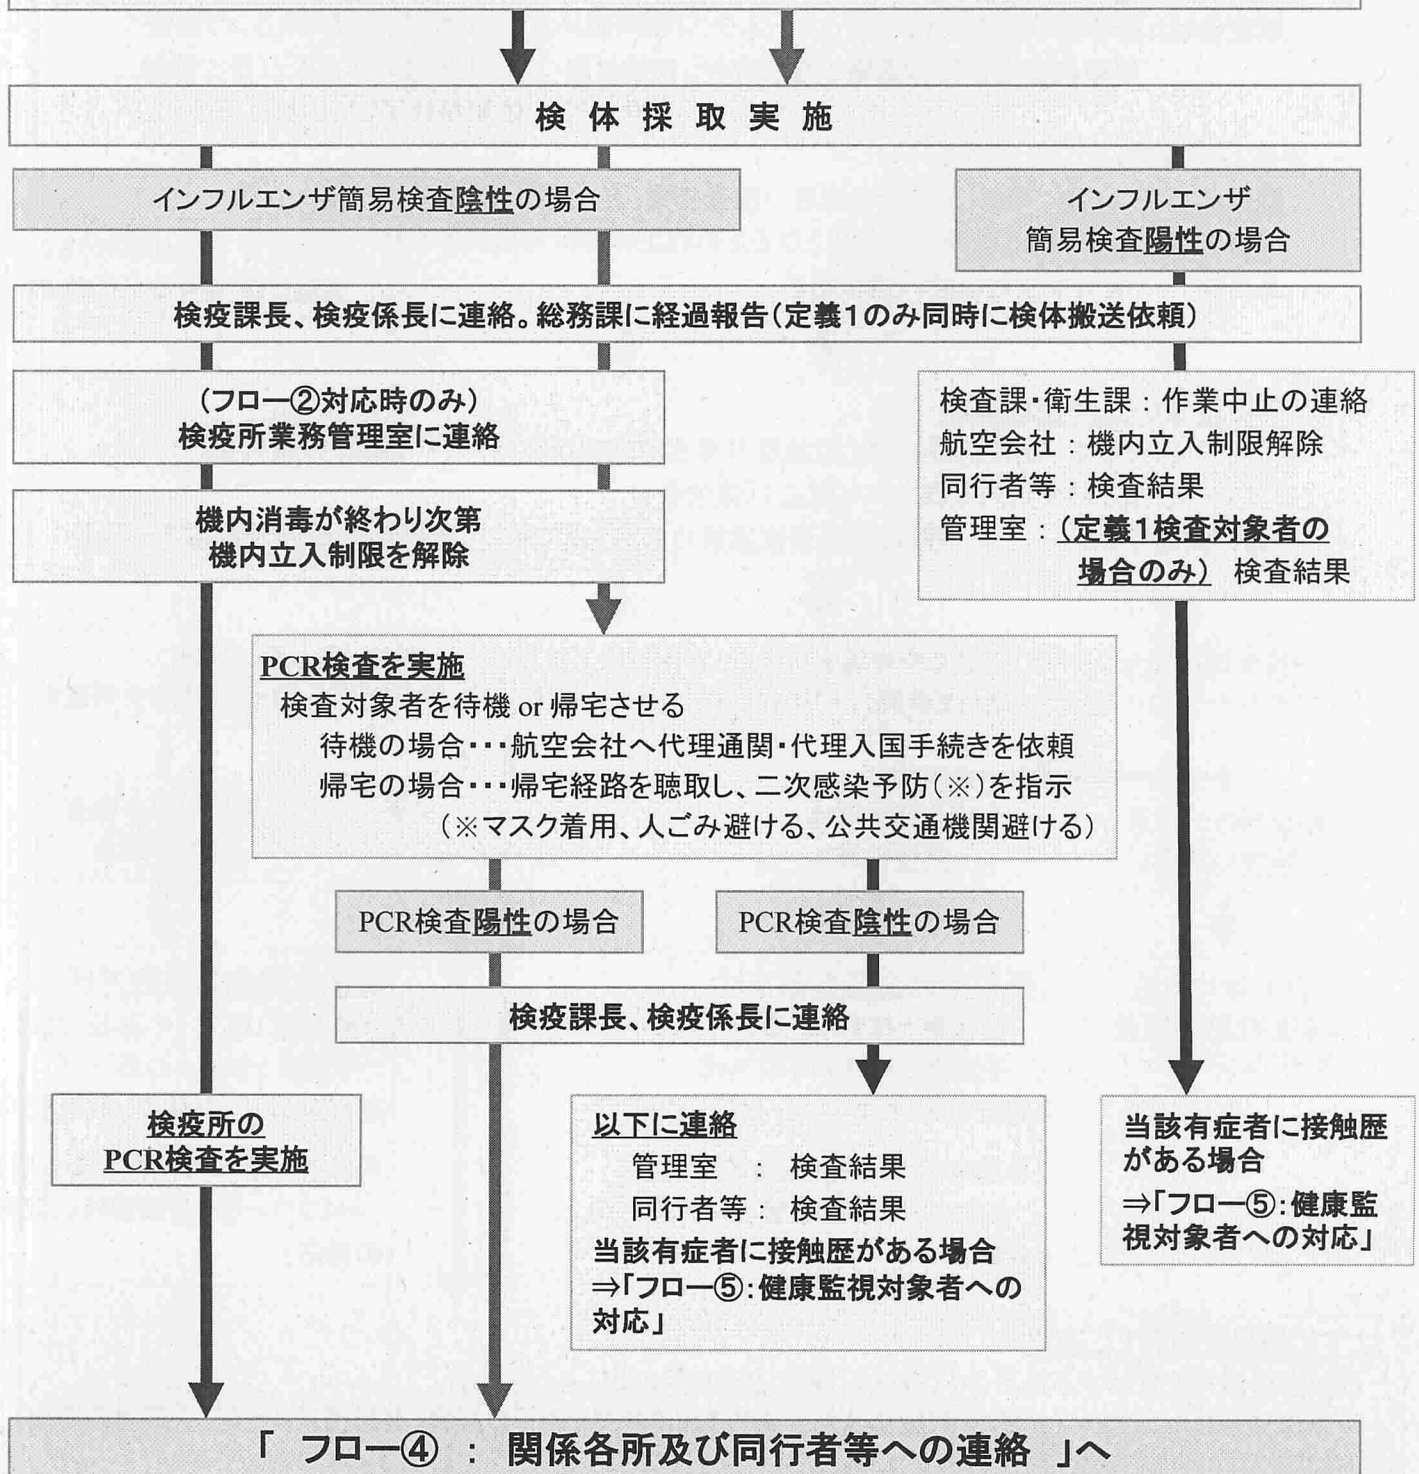 検 体 採 取 実 施
インフルエンザ簡易検査陰性の場合
インフルエンザ
簡易検査陽性の場合
検疫課長、検疫係長に連絡。総務課に経過報告(定義1のみ同時に検体搬送依頼)
(フロー②対応時のみ)
検疫所業務管理室に連絡
検査課・衛生課:作業中止の連絡
航空会社:機内立入制限解除
同行者等:検査結果
管理室:(定義1検査対象者の
場合のみ) 検査結果
機内消毒が終わり次第
機内立入制限を解除
PCR検査を実施
検査対象者を待機 or 帰宅させる
待機の場合・・・航空会社へ代理通関・代理入国手続きを依頼
帰宅の場合・・・帰宅経路を聴取し、二次感染予防(※)を指示
(※マスク着用、人ごみ避ける、公共交通機関避ける)
PCR検査陽性の場合
PCR検査陰性の場合
検疫課長、検疫係長に連絡
検疫所の
PCR検査を実施
以下に連絡
管理室 : 検査結果
同行者等: 検査結果
当該有症者に接触歴がある場合
⇒「フロー⑤:健康監視対象者への
対応」
当該有症者に接触歴
がある場合
⇒「フロー⑤:健康監
視対象者への対応」
「 フロー④ : 関係各所及び同行者等への連絡 」へ